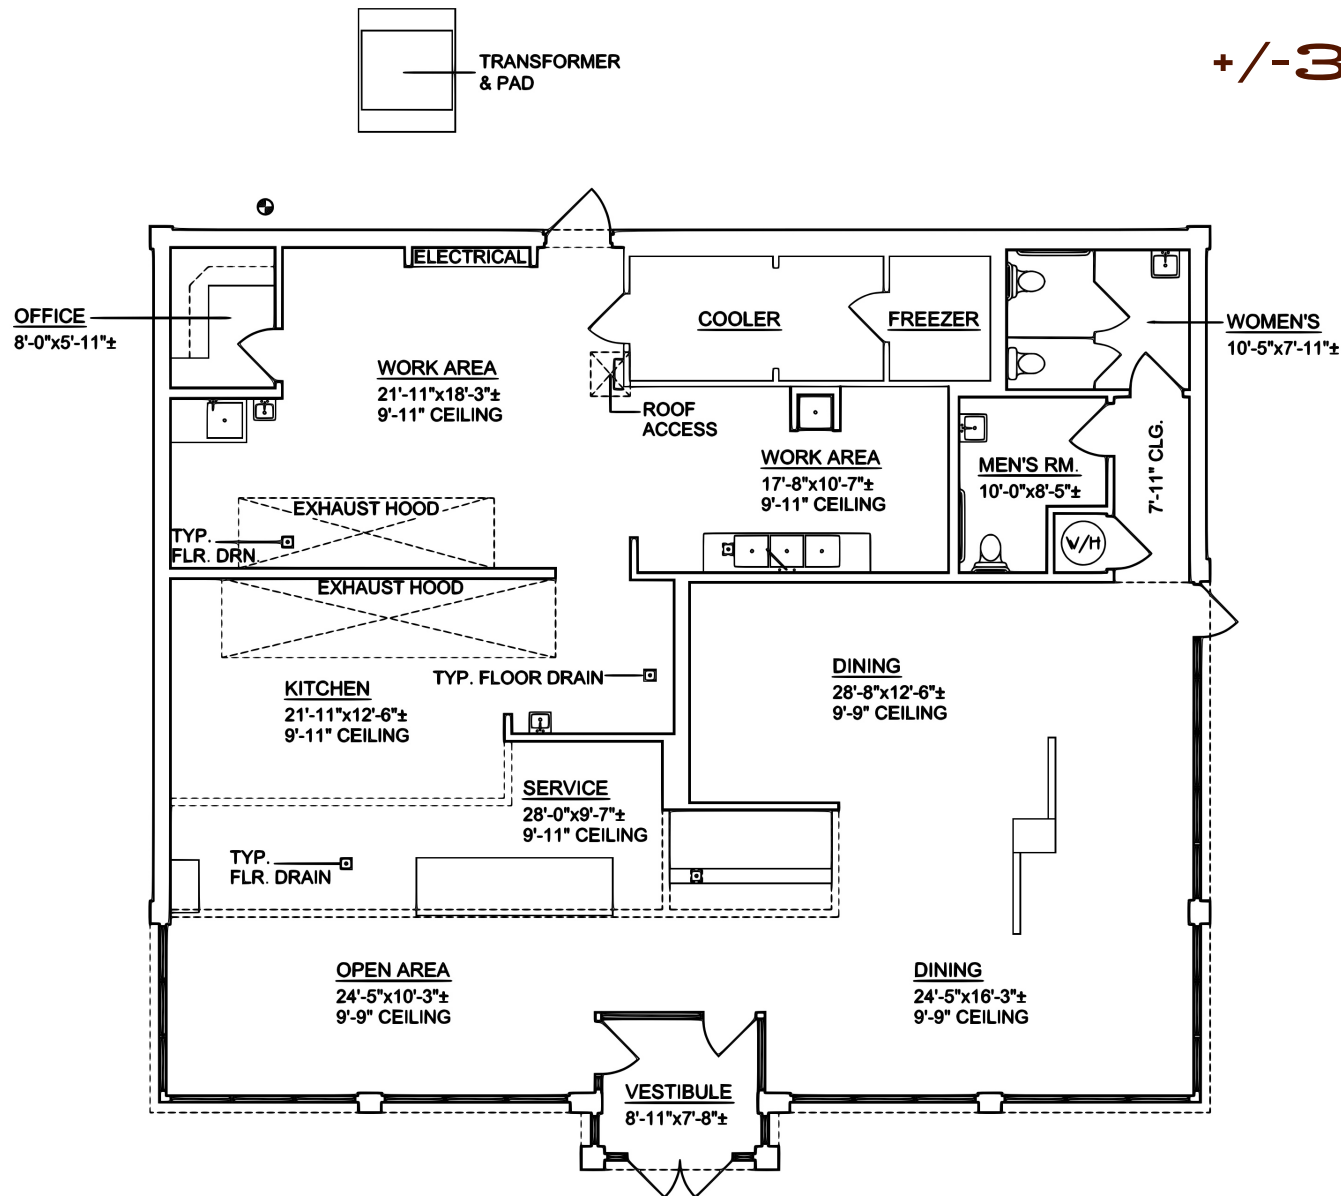 TRANSFORMER
& PAD
+/-3
ELECTRICAL
OFFICE
8'-0"x5'-11"±
COOLER
FREEZER
WOMEN'S
10'-5"x7'-11"±
WORK AREA
21'-11"x18'-3"±
9'-11" CEILING
ROOF
ACCESS
WORK AREA
17'-8"x10'-7"±
9'-11" CEILING
MEN'S RM.
10'-0"x8'-5"±
7'-11" CLG.
EXHAUST HOOD
TYP.
FLR. DRN
W/H
EXHAUST HOOD
TYP. FLOOR DRAIN
KITCHEN
21'-11"x12'-6"±
9'-11" CEILING
DINING
28'-8"x12'-6"±
9'-9" CEILING
SERVICE
28'-0"x9'-7"±
9'-11" CEILING
TYP.
FLR. DRAIN
OPEN AREA
24'-5"x10'-3"±
9'-9" CEILING
DINING
24'-5"x16'-3"±
9'-9" CEILING
VESTIBULE
8'-11"x7'-8"±